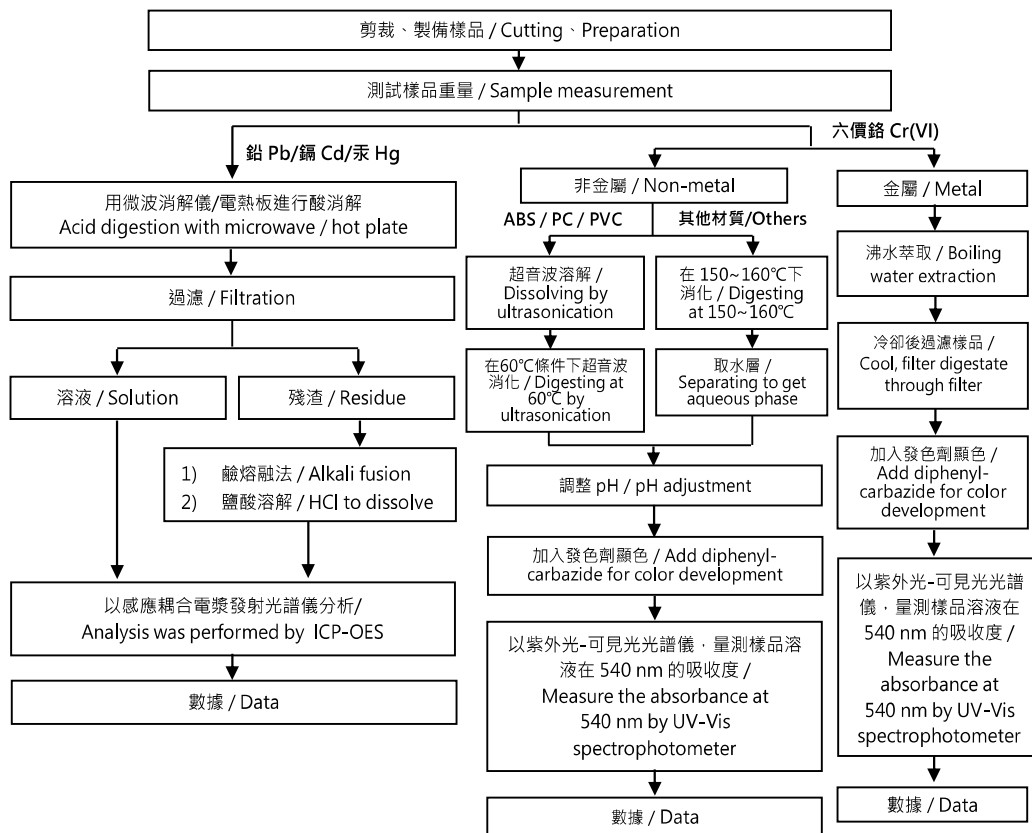 剪裁、製備樣品 / Cutting、Preparation
測試樣品重量 / Sample measurement
鉛 Pb/鎘 Cd/汞 Hg
六價鉻 Cr(VI)
用微波消解儀/電熱板進行酸消解
Acid digestion with microwave / hot plate
過濾 / Filtration
溶液 / Solution
殘渣 / Residue
1) 鹼熔融法 / Alkali fusion
2) 鹽酸溶解 / HCl to dissolve
以感應耦合電漿發射光譜儀分析/
Analysis was performed by ICP-OES
數據 / Data
非金屬 / Non-metal
ABS / PC / PVC
其他材質/Others
超音波溶解 /
Dissolving by
ultrasonication
在 150~160℃下
消化 / Digesting
at 150~160℃
在60℃條件下超音波
消化 / Digesting at
60℃ by
ultrasonication
取水層 /
Separating to get
aqueous phase
調整 pH / pH adjustment
加入發色劑顯色 / Add diphenyl-
carbazide for color development
以紫外光-可見光光譜儀，量測樣品溶
液在 540 nm 的吸收度 /
Measure the absorbance at
540 nm by UV-Vis
spectrophotometer
數據 / Data
金屬 / Metal
沸水萃取 / Boiling
water extraction
冷卻後過濾樣品 /
Cool, filter digestate
through filter
加入發色劑顯色 /
Add diphenyl-
carbazide for color
development
以紫外光-可見光光譜
儀，量測樣品溶液在
540 nm 的吸收度 /
Measure the
absorbance at
540 nm by UV-Vis
spectrophotometer
數據 / Data